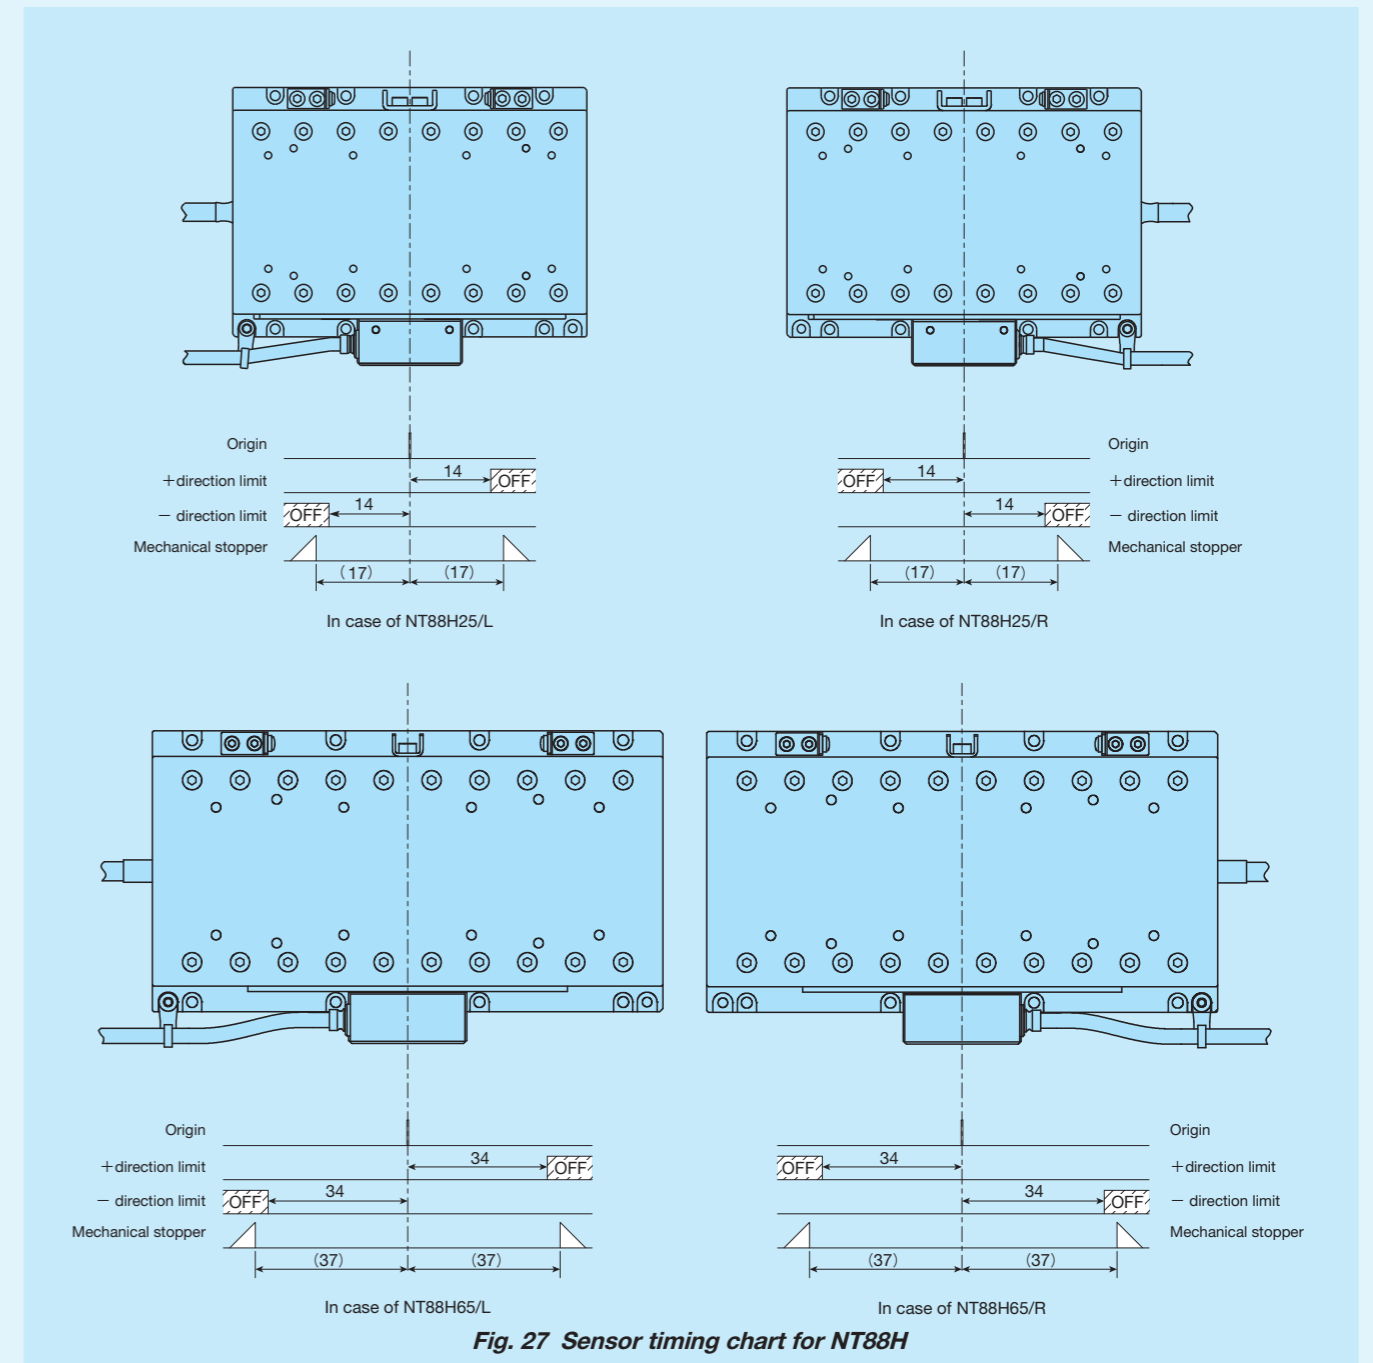 Origin
+direction limit
− direction limit
Mechanical stopper
14
OFF
OFF
14
(17)
(17)
In case of NT88H25/L
Origin
+direction limit
− direction limit
Mechanical stopper
OFF
14
14
OFF
(17)
(17)
In case of NT88H25/R
Origin
+direction limit
− direction limit
Mechanical stopper
34
OFF
OFF
34
(37)
(37)
In case of NT88H65/L
Origin
+direction limit
− direction limit
Mechanical stopper
OFF
34
34
OFF
(37)
(37)
In case of NT88H65/R
Fig. 27 Sensor timing chart for NT88H